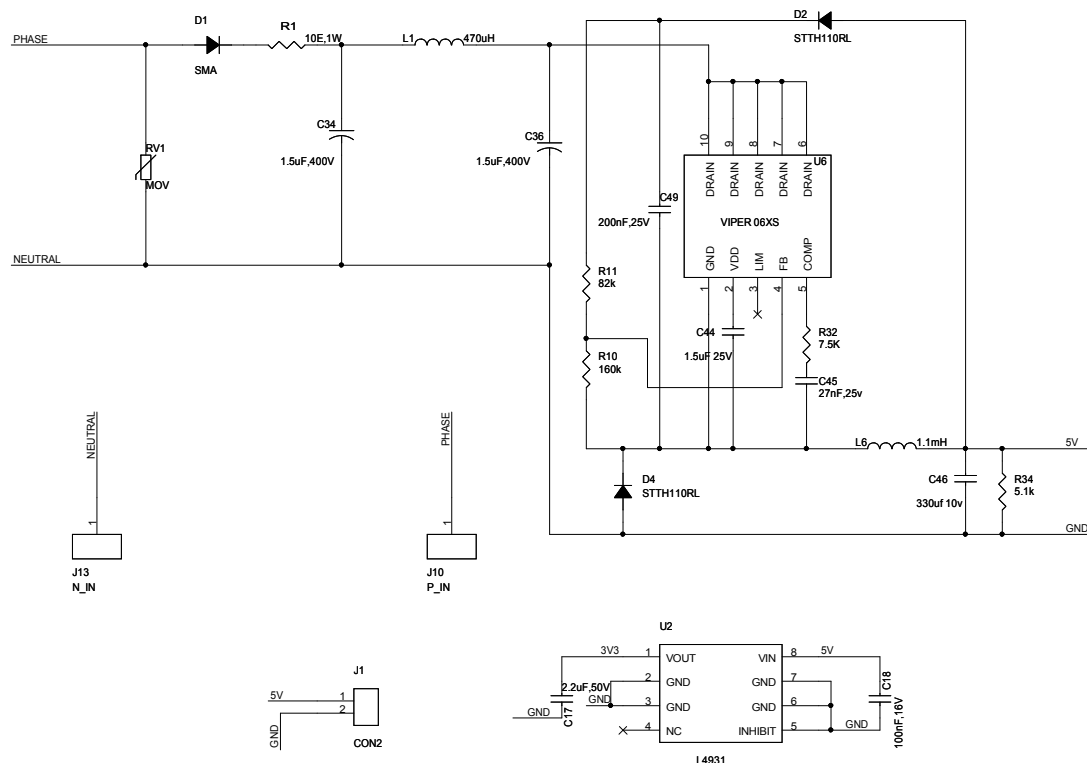 PHASE
D1
SMA
R1
10E,1W
L1
470uH
D2
STTH110RL
C34
1.5uF,400V
C36
1.5uF,400V
RV1
MOV
NEUTRAL
C49
200nF,25V
10
9
8
7
6
U6
DRAIN
DRAIN
DRAIN
DRAIN
DRAIN
VIPER 06XS
GND
VDD
LIM
FB
COMP
1
2
3
4
5
R11
82k
R10
160k
C44
1.5uF 25V
R32
7.5K
C45
27nF,25v
NEUTRAL
1
J13
N_IN
PHASE
1
J10
P_IN
D4
STTH110RL
L6
1.1mH
5V
C46
330uf 10v
R34
5.1k
GND
J1
5V
1
2
GND
CON2
U2
3V3
1
VOUT
VIN
8
5V
2.2uF,50V
2
GND
GND
7
GND
3
GND
GND
6
GND
C17
4
NC
INHIBIT
5
GND
C18
100nF,16V
L4931